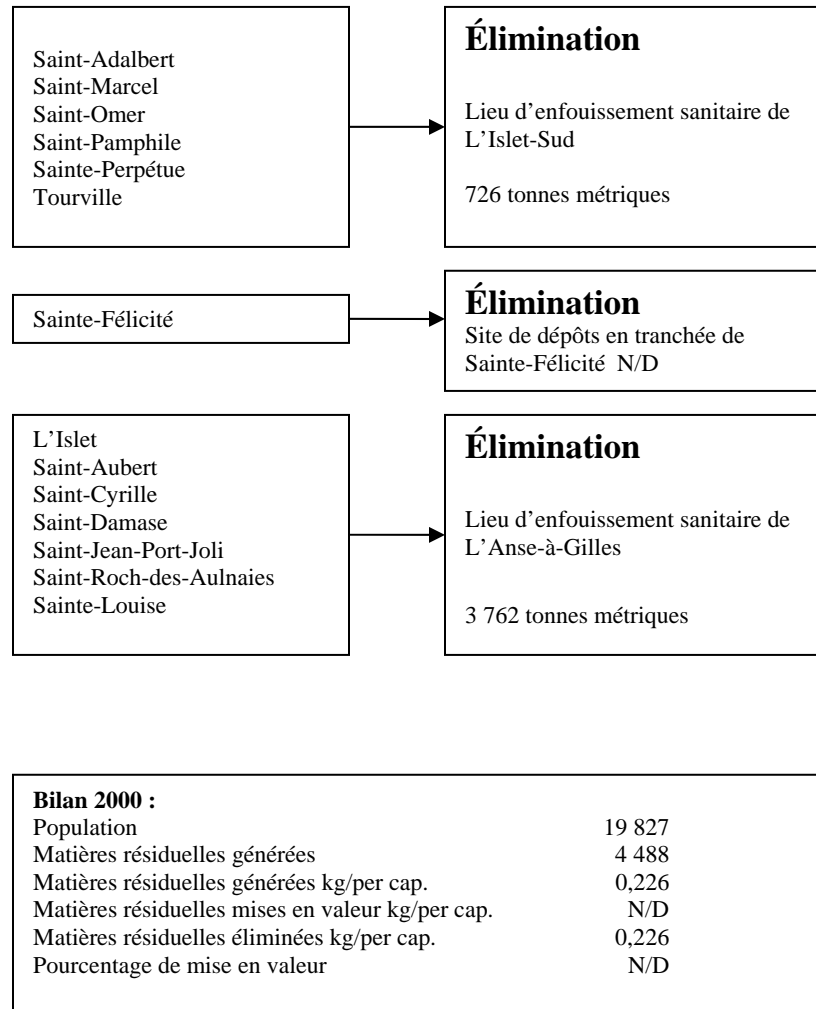 Saint-Adalbert
Saint-Marcel
Saint-Omer
Saint-Pamphile
Sainte-Perpétue
Tourville
Élimination
Lieu d’enfouissement sanitaire de
L’Islet-Sud
726 tonnes métriques
Sainte-Félicité
Élimination
Site de dépôts en tranchée de
Sainte-Félicité N/D
L’Islet
Saint-Aubert
Saint-Cyrille
Saint-Damase
Saint-Jean-Port-Joli
Saint-Roch-des-Aulnaies
Sainte-Louise
Élimination
Lieu d’enfouissement sanitaire de
L’Anse-à-Gilles
3 762 tonnes métriques
Bilan 2000 :
Population 19 827
Matières résiduelles générées 4 488
Matières résiduelles générées kg/per cap. 0,226
Matières résiduelles mises en valeur kg/per cap. N/D
Matières résiduelles éliminées kg/per cap. 0,226
Pourcentage de mise en valeur N/D